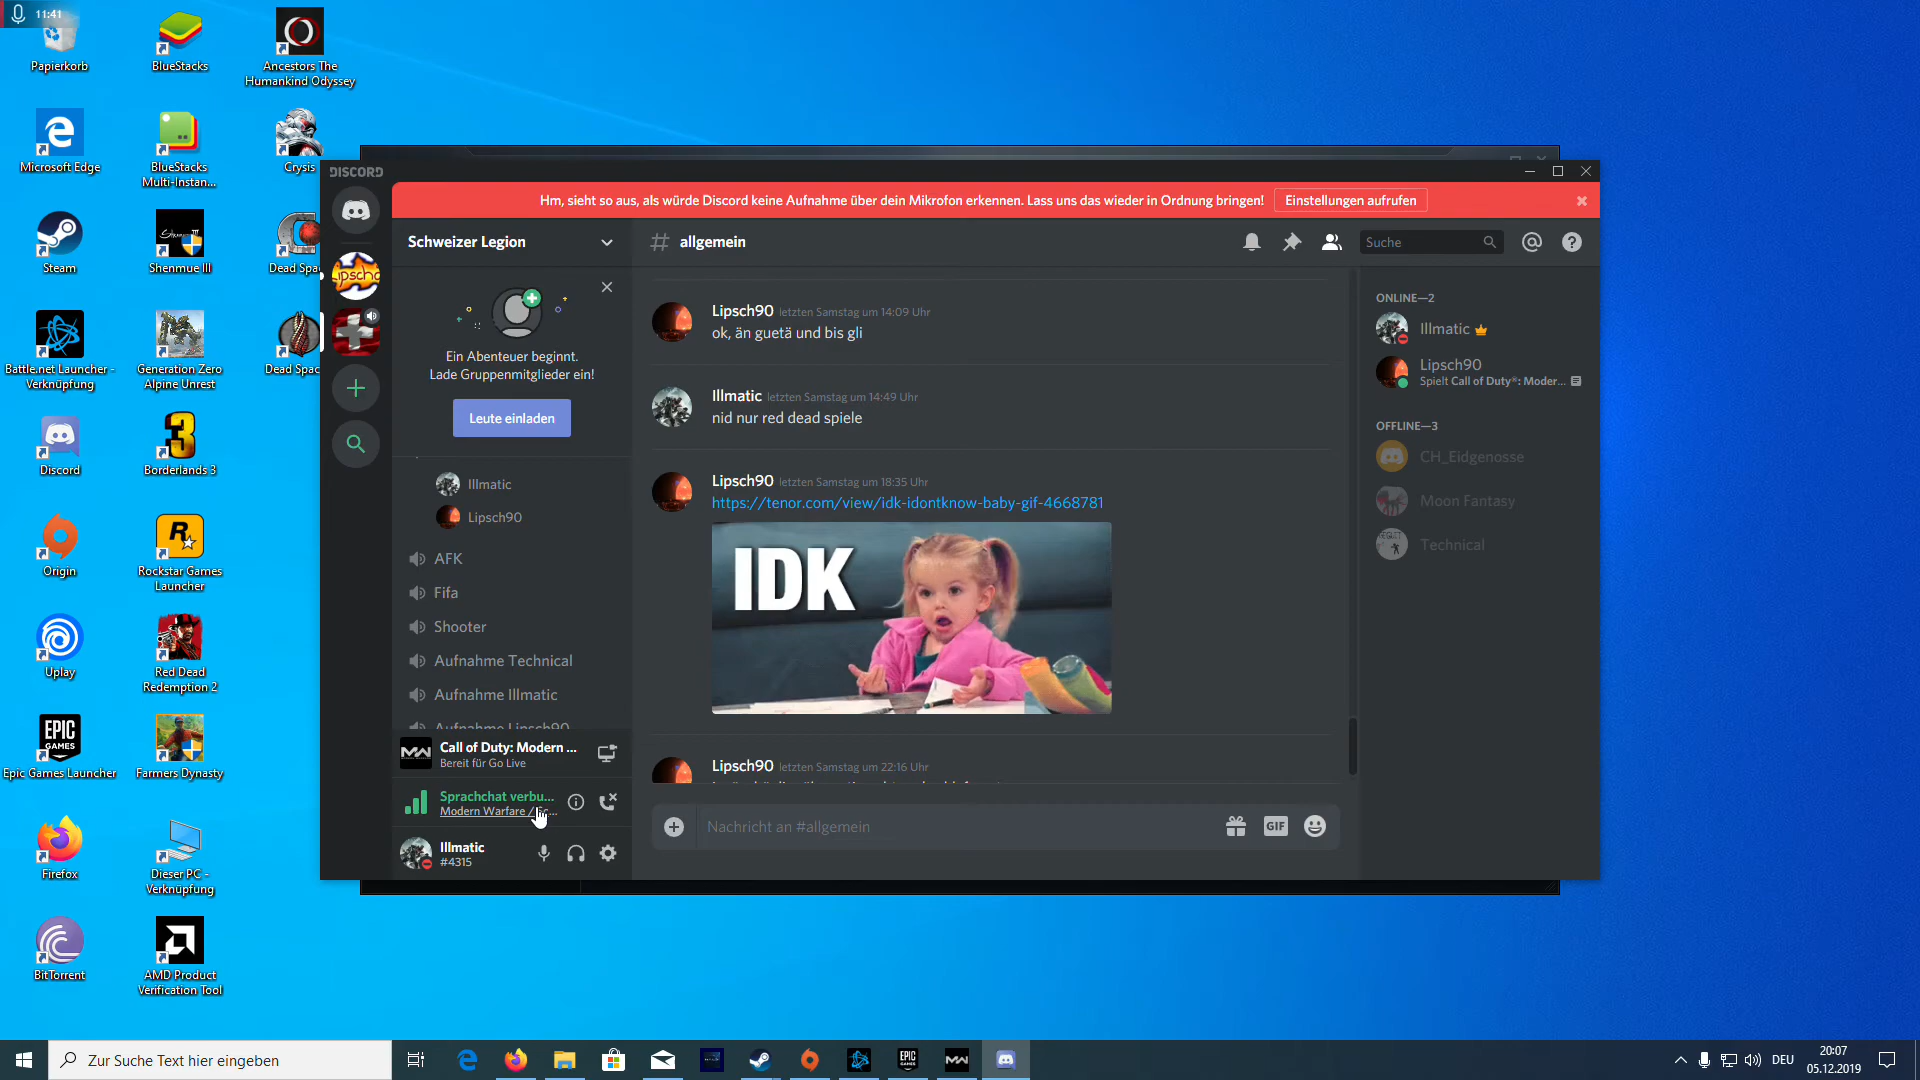 11:41
Papierkorb
BlueStacks
Ancestors The
Humankind Odyssey
Microsoft Edge
BlueStacks
Multi-Instan...
Crysis
Steam
Shenmue III
Dead Spa
Battle.net Launcher -
Verknüpfung
Generation Zero
Alpine Unrest
Dead Spac
Discord
Borderlands 3
Origin
Rockstar Games
Launcher
Uplay
Red Dead
Redemption 2
EPIC
GAMES
Epic Games Launcher
Farmers Dynasty
Firefox
Dieser PC -
Verknüpfung
BitTorrent
AMD Product
Verification Tool
DISCORD
Hm, sieht so aus, als würde Discord keine Aufnahme über dein Mikrofon erkennen. Lass uns das wieder in Ordnung bringen!
Einstellungen aufrufen
Schweizer Legion
allgemein
Suche
Ein Abenteuer beginnt.
Lade Gruppenmitglieder ein!
Leute einladen
Illmatic
Lipsch90
AFK
Fifa
Shooter
Aufnahme Technical
Aufnahme Illmatic
Aufnahme Lipsch90
Call of Duty: Modern ...
Bereit für Go Live
Sprachchat verbu...
Modern Warfare /
Illmatic
#4315
Lipsch90 letzten Samstag um 14:09 Uhr
ok, än guetä und bis gli
Illmatic letzten Samstag um 14:49 Uhr
nid nur red dead spiele
Lipsch90 letzten Samstag um 18:35 Uhr
https://tenor.com/view/idk-idontknow-baby-gif-4668781
IDK
Lipsch90 letzten Samstag um 22:16 Uhr
Nachricht an #allgemein
GIF
ONLINE—2
Illmatic
Lipsch90
Spielt Call of Duty®: Moder...
OFFLINE—3
CH_Eidgenosse
Moon Fantasy
Technical
Zur Suche Text hier eingeben
EPIC
GAMES
MW
DEU
20:07
05.12.2019